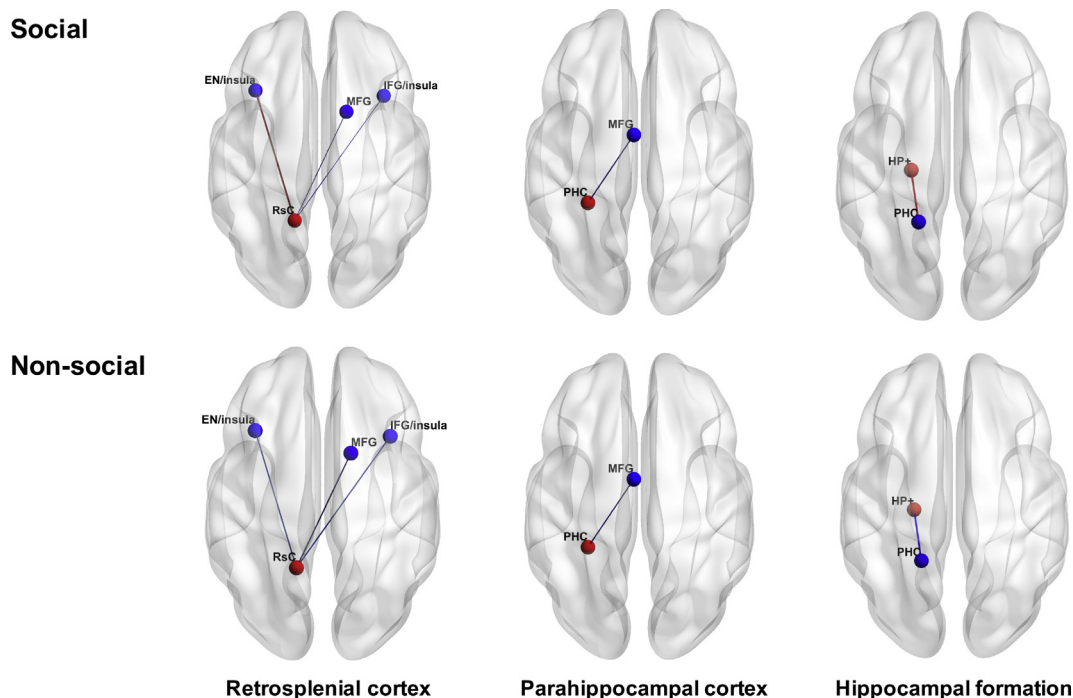 Social
EN/insula
MFG
IFG/insula
RsC
MFG
PHC
HP+
PHC
Non-social
EN/insula
MFG
IFG/insula
RsC
MFG
PHC
HP+
PHC
Retrosplenial cortex
Parahippocampal cortex
Hippocampal formation